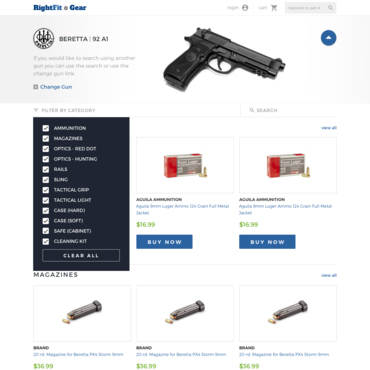 RightFit Gear
login
cart
BERETTA | 92 A1
If you would like to search using another
gun you can use the search or use the
change gun link.
Change Gun
FILTER BY CATEGORY
SEARCH
view all
AMMUNITION
MAGAZINES
OPTICS - RED DOT
OPTICS - HUNTING
RAILS
SLING
TACTICAL GRIP
TACTICAL LIGHT
CASE (HARD)
CASE (SOFT)
SAFE (CABINET)
CLEANING KIT
CLEAR ALL
AGUILA AMMUNITION
Aguila 9mm Luger Ammo 124 Grain Full Metal
Jacket
$16.99
BUY NOW
AGUILA AMMUNITION
Aguila 9mm Luger Ammo 124 Grain Full Metal
Jacket
$16.99
BUY NOW
MAGAZINES
view all
BRAND
20 rd. Magazine for Beretta PX4 Storm 9mm
$36.99
BRAND
20 rd. Magazine for Beretta PX4 Storm 9mm
$36.99
BRAND
20 rd. Magazine for Beretta PX4 Storm 9mm
$36.99